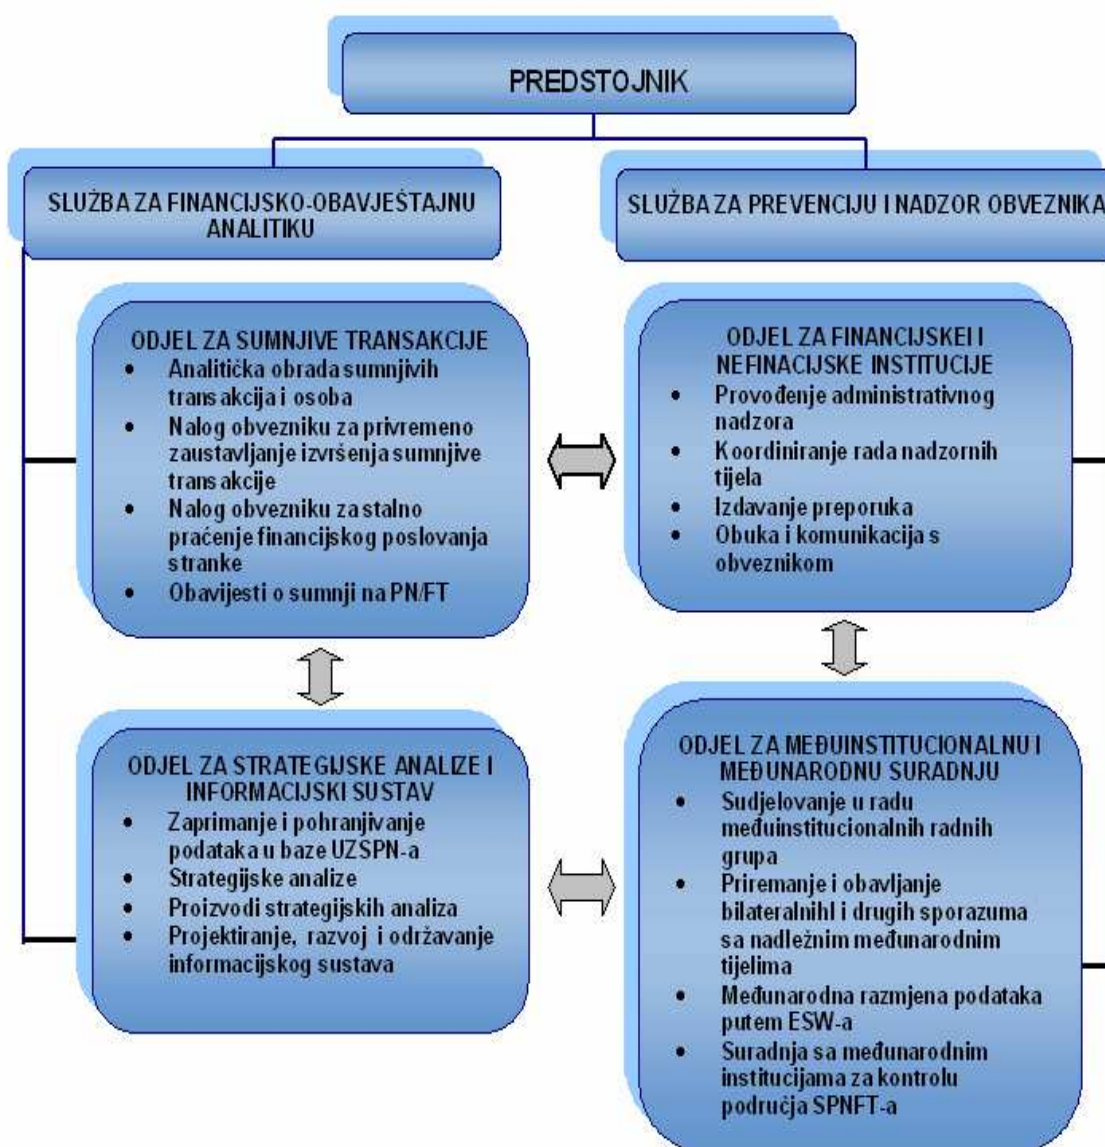 PREDSTOJNIK
SLUŽBA ZA FINANCIJSKO-OBAVJEŠTAJNU
ANALITIKU
SLUŽBA ZA PREVENCIJU I NADZOR OBVEZNIKA
ODJEL ZA SUMNJIVE TRANSAKCIJE
• Analitička obrada sumnjivih
transakcija i osoba
• Nalog obvezniku za privremeno
zaustavljanje izvršenja sumnjive
transakcije
• Nalog obvezniku za stalno
praćenje financijskog poslovanja
stranke
• Obavijesti o sumnji na PN/FT
ODJEL ZA FINANCIJSKE I
NEFINACIJSKE INSTITUCIJE
• Provođenje administrativnog
nadzora
• Koordiniranje rada nadzornih
tijela
• Izdavanje preporuka
• Obuka i komunikacija s
obveznikom
ODJEL ZA STRATEGIJSKE ANALIZE I
INFORMACIJSKI SUSTAV
• Zaprimanje i pohranjivanje
podataka u baze UZSPN-a
• Strategijske analize
• Proizvodi strategijskih analiza
• Projektiranje, razvoj i održavanje
informacijskog sustava
ODJEL ZA MEĐUINSTITUCIONALNU I
MEĐUNARODNU SURADNJU
• Sudjelovanje u radu
međuinstitucionalnih radnih
grupa
• Priremanje i obavljanje
bilateralnihl i drugih sporazuma
sa nadležnim međunarodnim
tijelima
• Međunarodna razmjena podataka
putem ESW-a
• Suradnja sa međunarodnim
institucijama za kontrolu
područja SPNFT-a